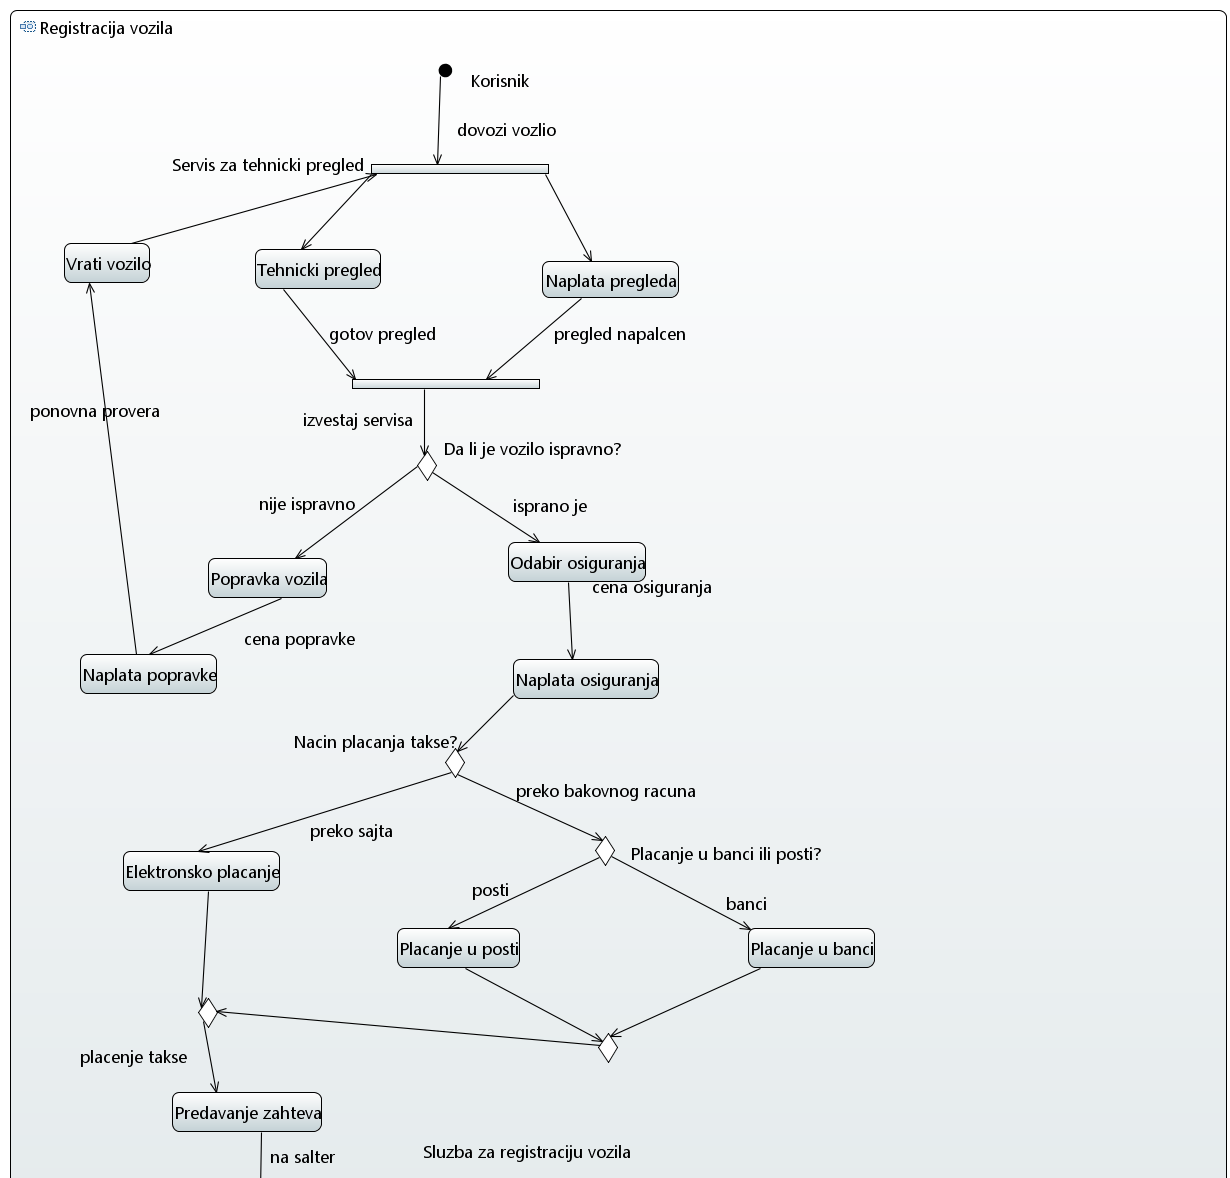 Registracija vozila
Korisnik
dovozi vozlio
Servis za tehnicki pregled
Vrati vozilo
Tehnicki pregled
Naplata pregleda
gotov pregled
pregled napalcen
ponovna provera
izvestaj servisa
Da li je vozilo ispravno?
nije ispravno
isprano je
Odabir osiguranja
Popravka vozila
cena osiguranja
cena popravke
Naplata popravke
Naplata osiguranja
Nacin placanja takse?
preko bakovnog racuna
preko sajta
Placanje u banci ili posti?
Elektronsko placanje
posti
banci
Placanje u posti
Placanje u banci
placenje takse
Predavanje zahteva
na salter
Sluzba za registraciju vozila